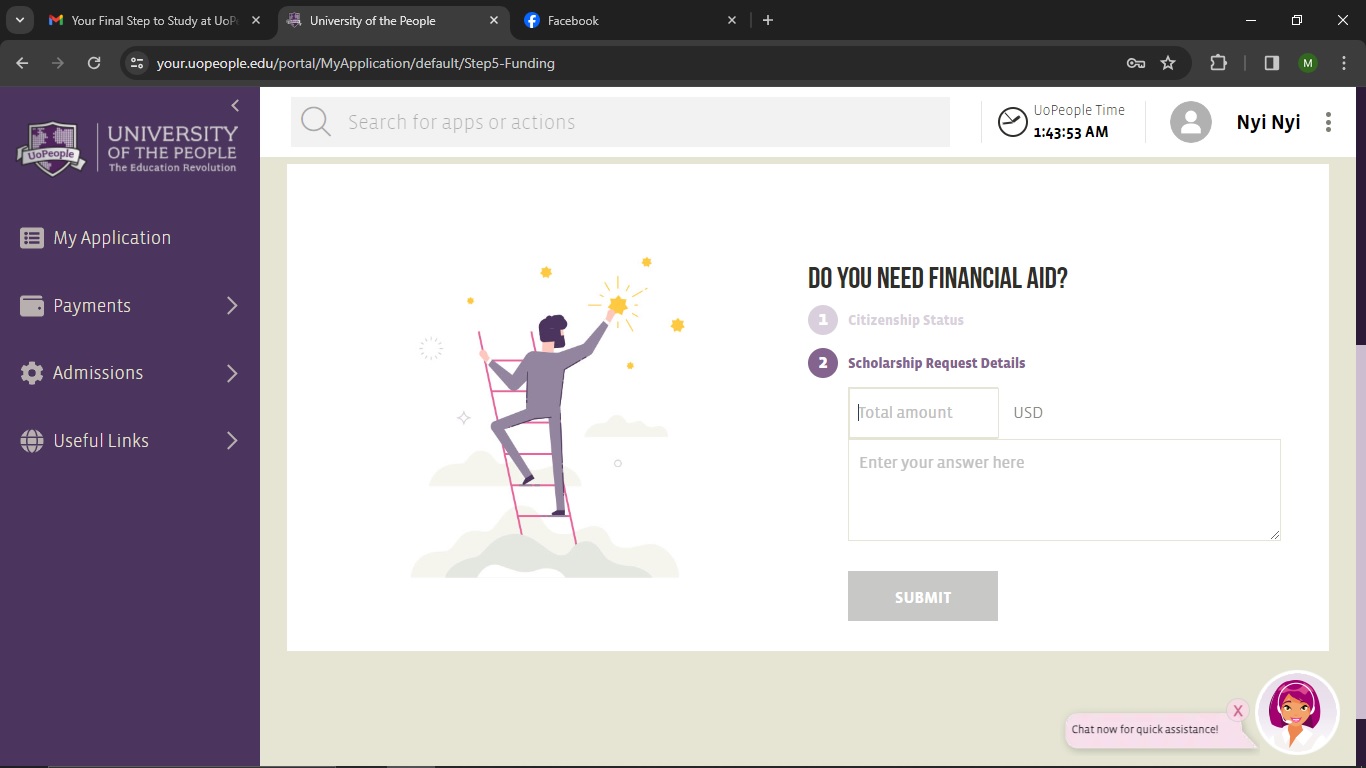 Your Final Step to Study at UoP
University of the People
Facebook
your.uopeople.edu/portal/MyApplication/default/Step5-Funding
M
UoPeople
UNIVERSITY
OF THE PEOPLE
The Education Revolution
Search for apps or actions
UoPeople Time
1:43:53 AM
Nyi Nyi
My Application
Payments
Admissions
Useful Links
DO YOU NEED FINANCIAL AID?
1 Citizenship Status
2 Scholarship Request Details
Total amount USD
Enter your answer here
SUBMIT
X
Chat now for quick assistance!